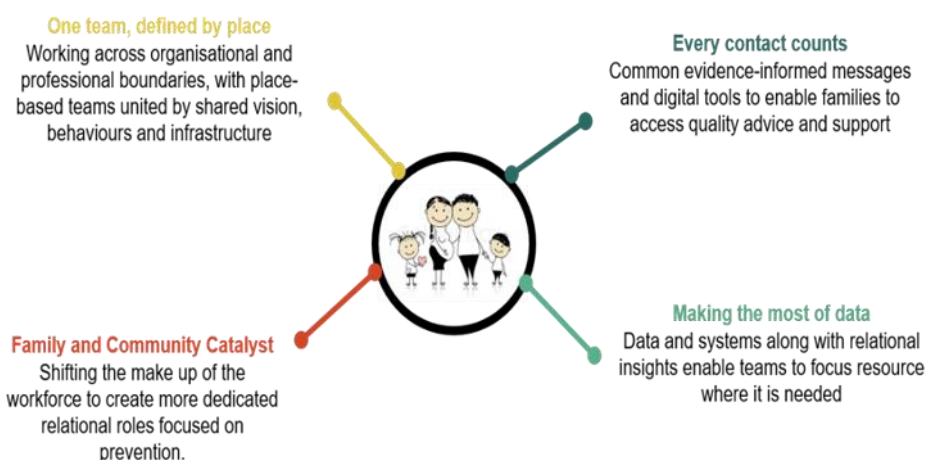 One team, defined by place
Working across organisational and
professional boundaries, with place-
based teams united by shared vision,
behaviours and infrastructure
Every contact counts
Common evidence-informed messages
and digital tools to enable families to
access quality advice and support
Family and Community Catalyst
Shifting the make up of the
workforce to create more dedicated
relational roles focused on
prevention.
Making the most of data
Data and systems along with relational
insights enable teams to focus resource
where it is needed